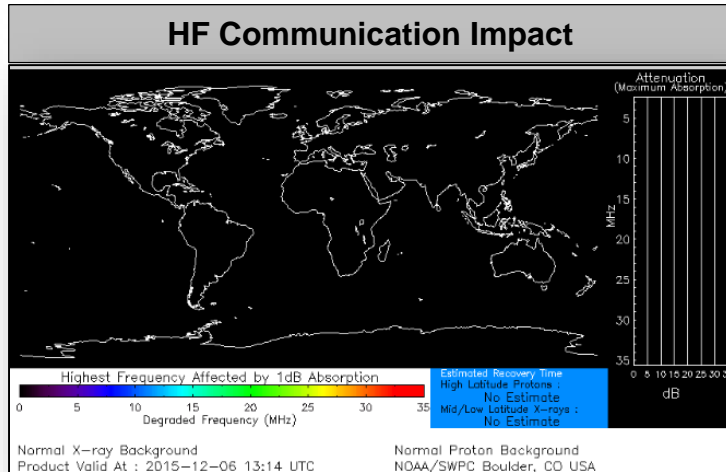 HF Communication Impact
Attenuation
(Maximum Absorption)
5
10
15
20
25
30
35
MHz
0 5 10 15 20 25 30
dB
Highest Frequency Affected by 1dB Absorption
0 5 10 15 20 25 30 35
Degraded Frequency (MHz)
Estimated Recovery Time
High Latitude Protons :
No Estimate
Mid/Low Latitude X-rays :
No Estimate
Normal X-ray Background
Product Valid At : 2015-12-06 13:14 UTC
Normal Proton Background
NOAA/SWPC Boulder, CO USA